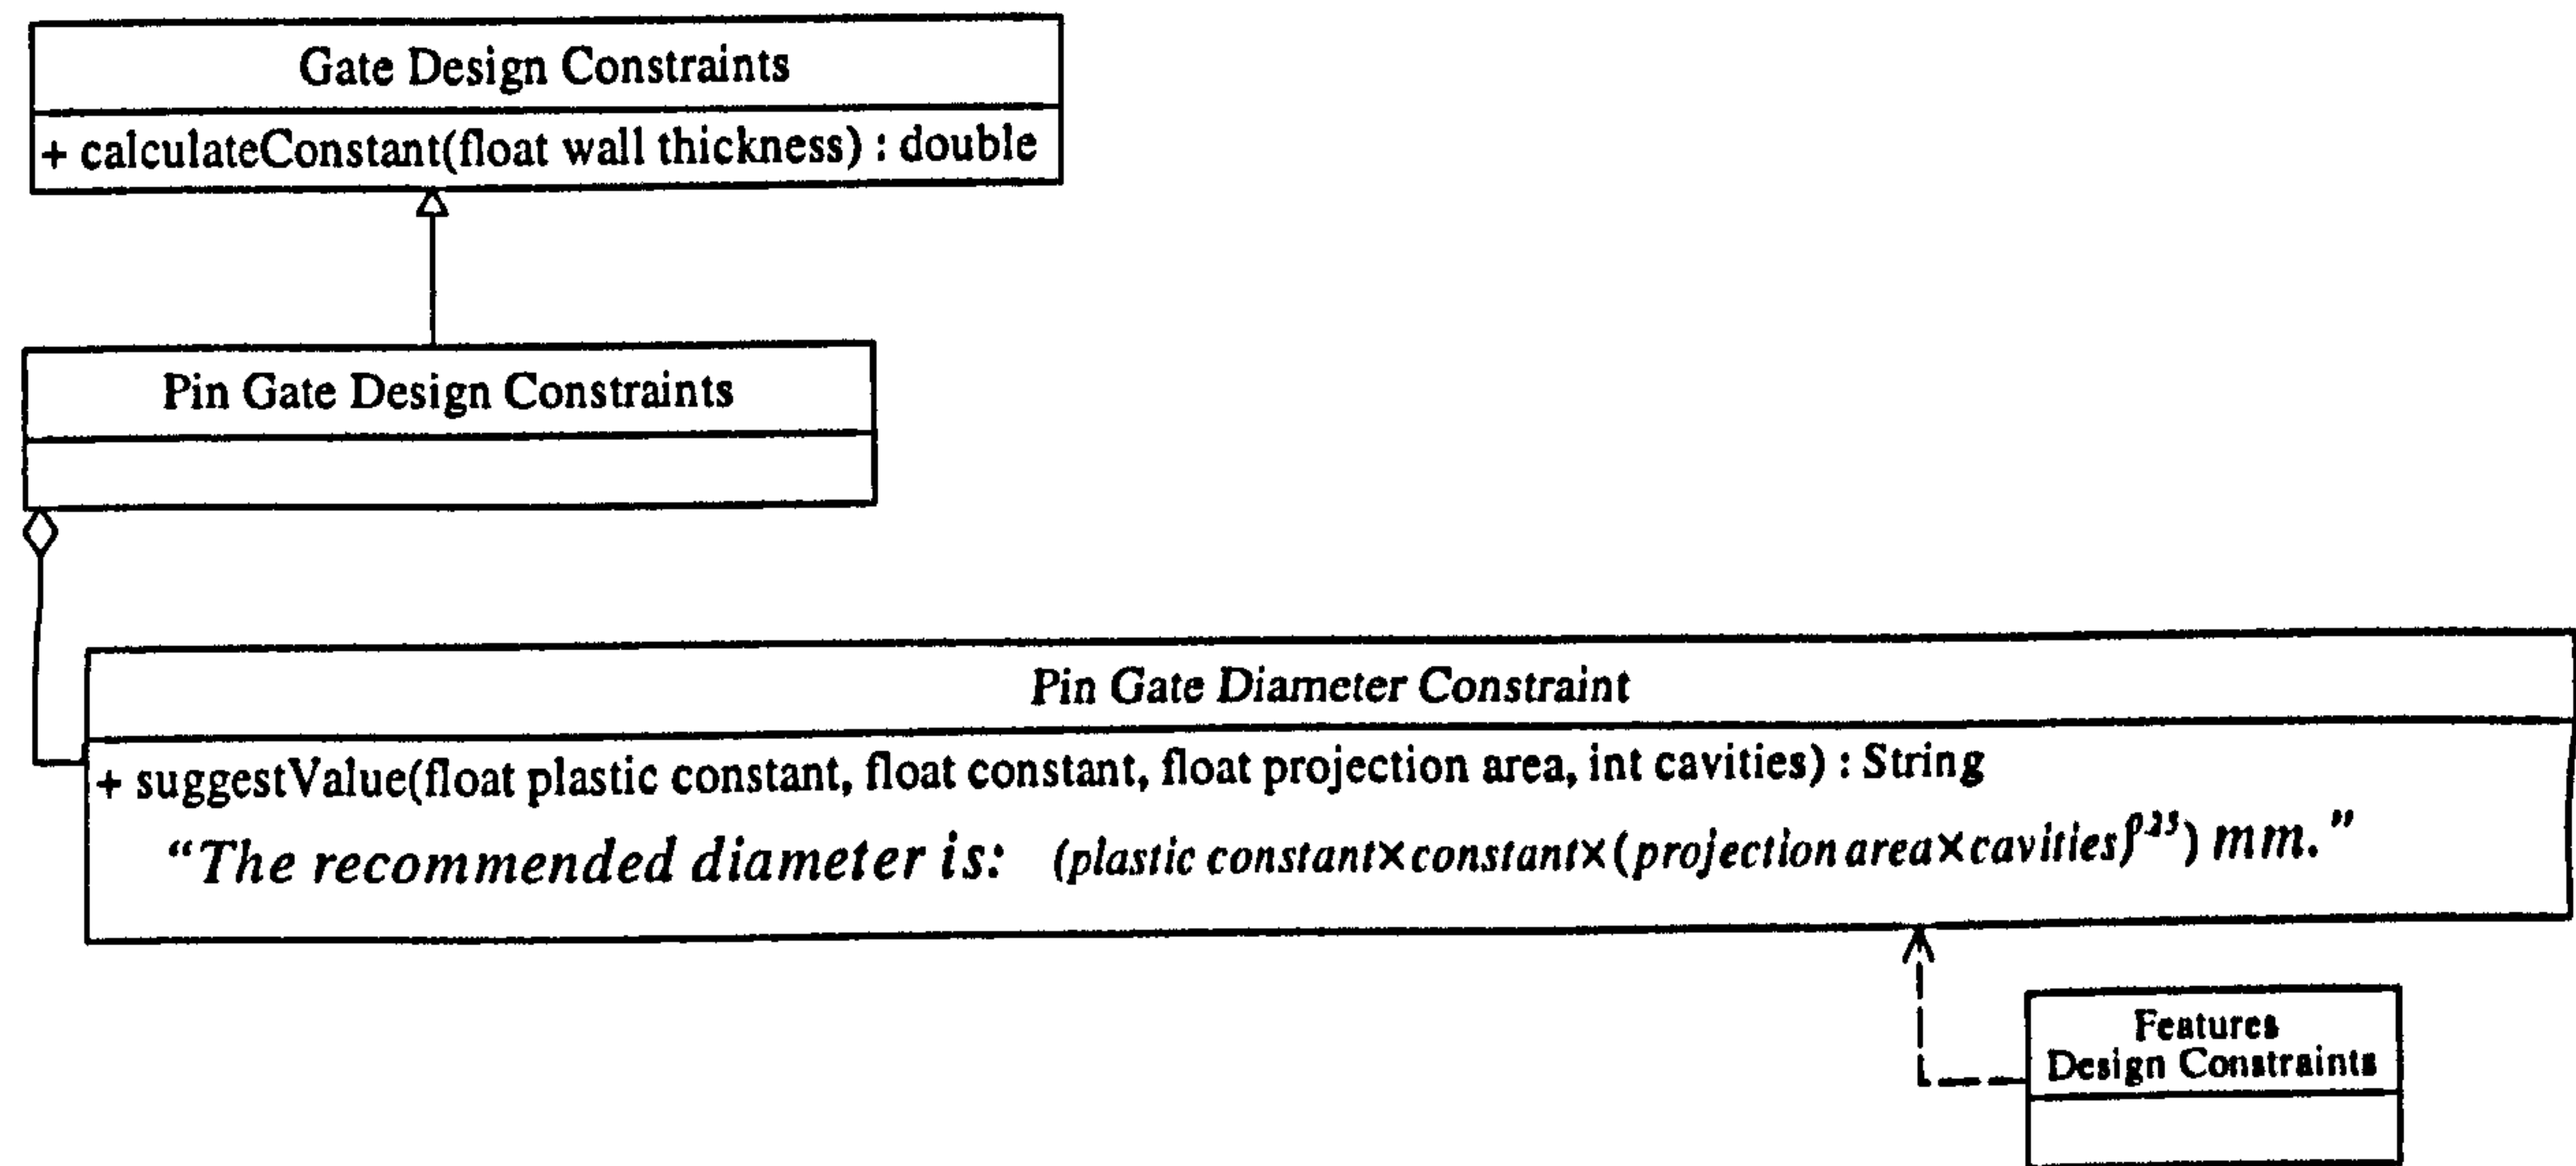 Gate Design Constraints
+ calculateConstant(float wall thickness) : double
Pin Gate Design Constraints
Pin Gate Diameter Constraint
+ suggestValue(float plastic constant, float constant, float projection area, int cavities) : String
“The recommended diameter is: (plastic constant×constant×(projection area×cavities)^0.25) mm.”
Features
Design Constraints